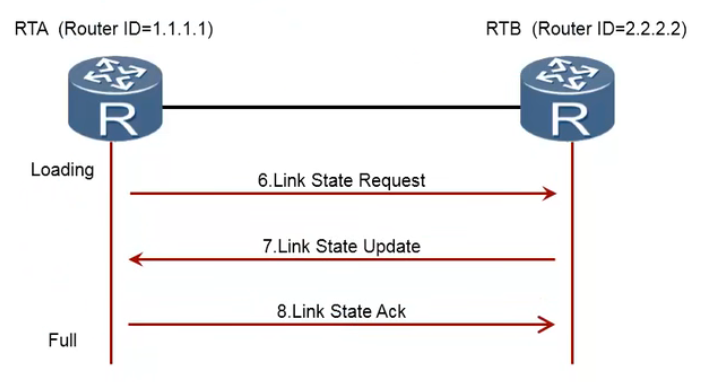 RTA (Router ID=1.1.1.1)
RTB (Router ID=2.2.2.2)
R
R
Loading
6.Link State Request
7.Link State Update
8.Link State Ack
Full